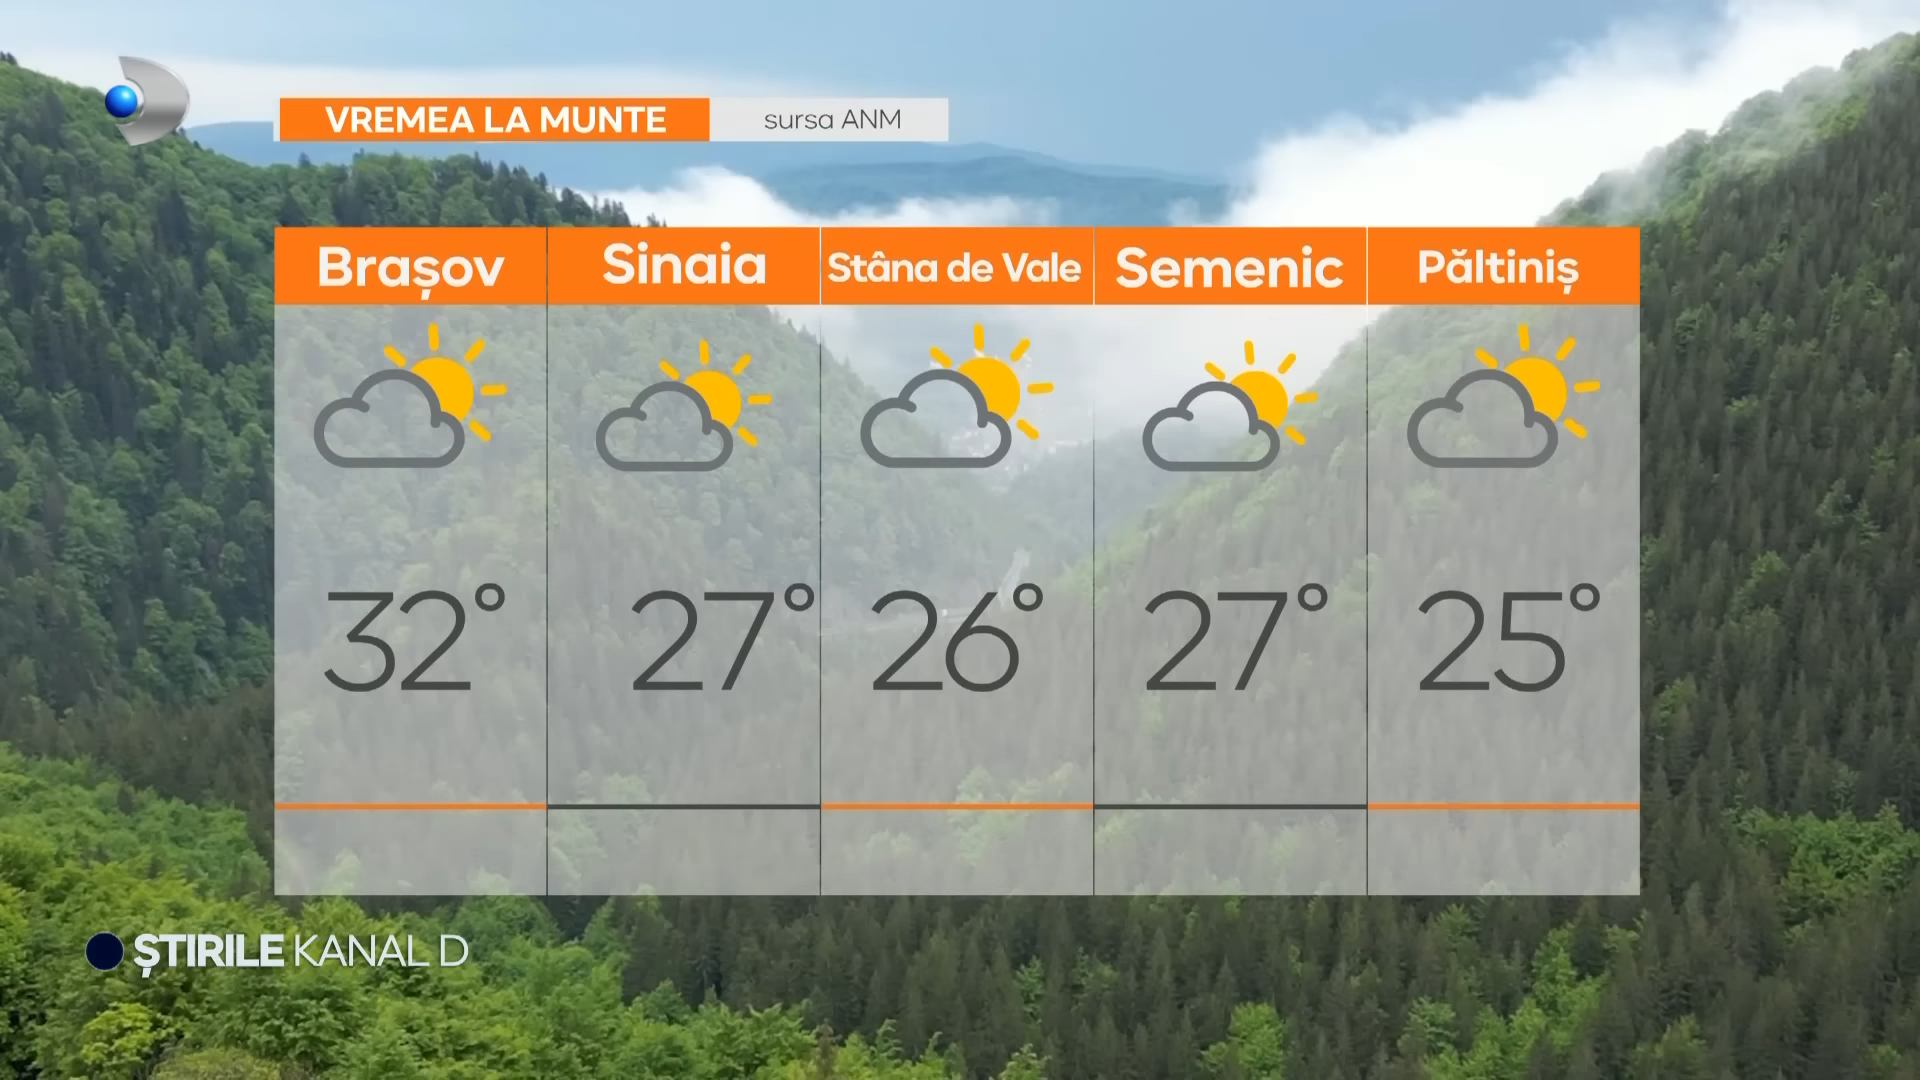 VREMEA LA MUNTE sursa ANM
Brașov Sinaia Stâna de Vale Semenic Păltiniș
32° 27° 26° 27° 25°
ȘTIRILE KANAL D